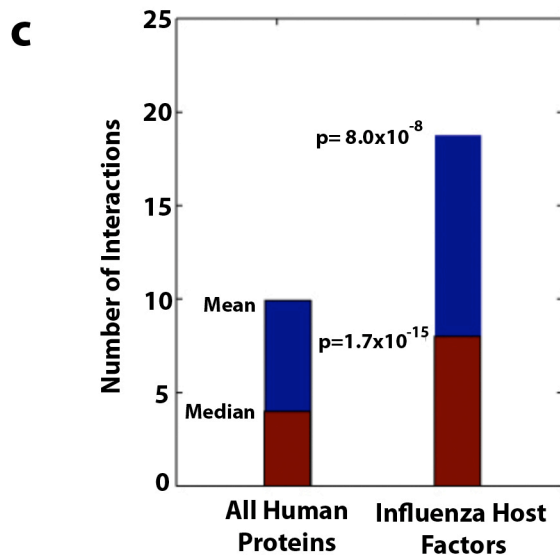 c
25
20
15
10
5
0
Number of Interactions
p= 8.0x10^-8
Mean
p=1.7x10^-15
Median
All Human
Proteins
Influenza Host
Factors